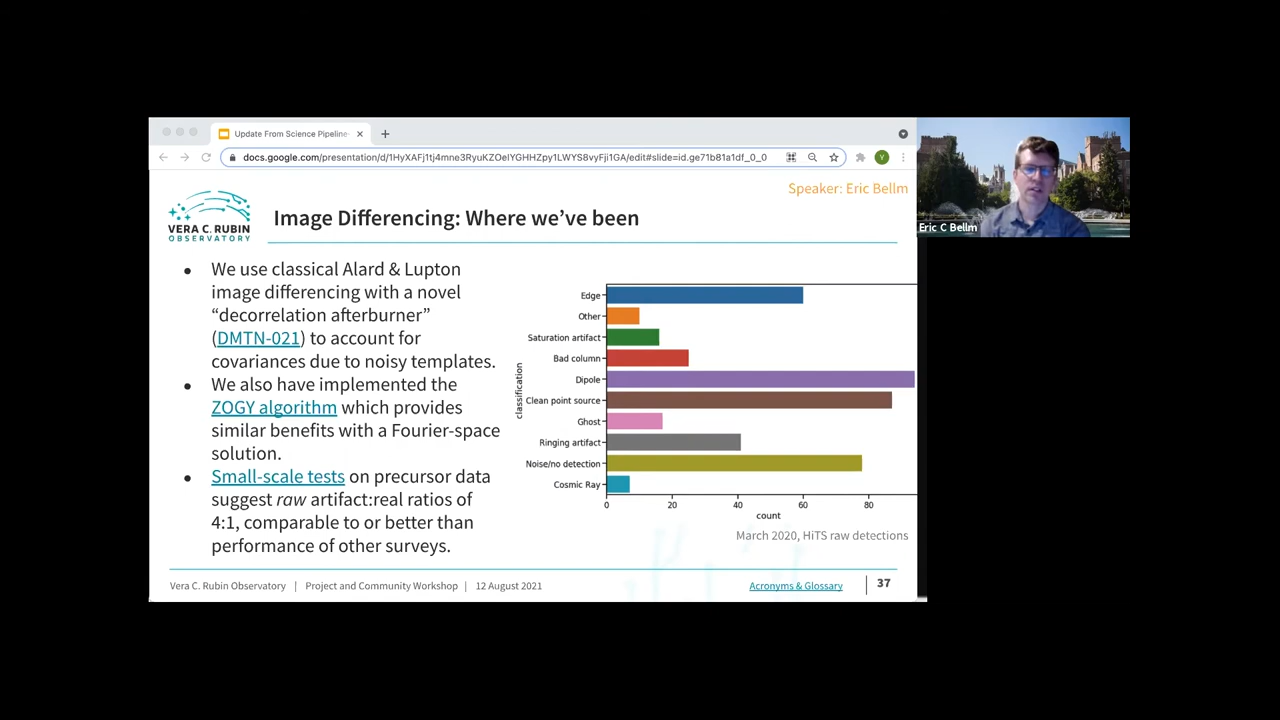 Update From Science Pipeline
docs.google.com/presentation/d/1HyXAFj1tj4mne3RyuKZOeIYGHHZpy1LWYS8vyFji1GA/edit#slide=id.ge71b81a1df_0_0
V
Speaker: Eric Bellm
VERA C. RUBIN
OBSERVATORY
Image Differencing: Where we've been
Eric C Bellm
● We use classical Alard & Lupton
image differencing with a novel
“decorrelation afterburner”
(DMTN-021) to account for
covariances due to noisy templates.
● We also have implemented the
ZOGY algorithm which provides
similar benefits with a Fourier-space
solution.
● Small-scale tests on precursor data
suggest raw artifact:real ratios of
4:1, comparable to or better than
performance of other surveys.
classification
Edge
Other
Saturation artifact
Bad column
Dipole
Clean point source
Ghost
Ringing artifact
Noise/no detection
Cosmic Ray
0 20 40 60 80
count
March 2020, HiTS raw detections
Vera C. Rubin Observatory | Project and Community Workshop | 12 August 2021
Acronyms & Glossary
37